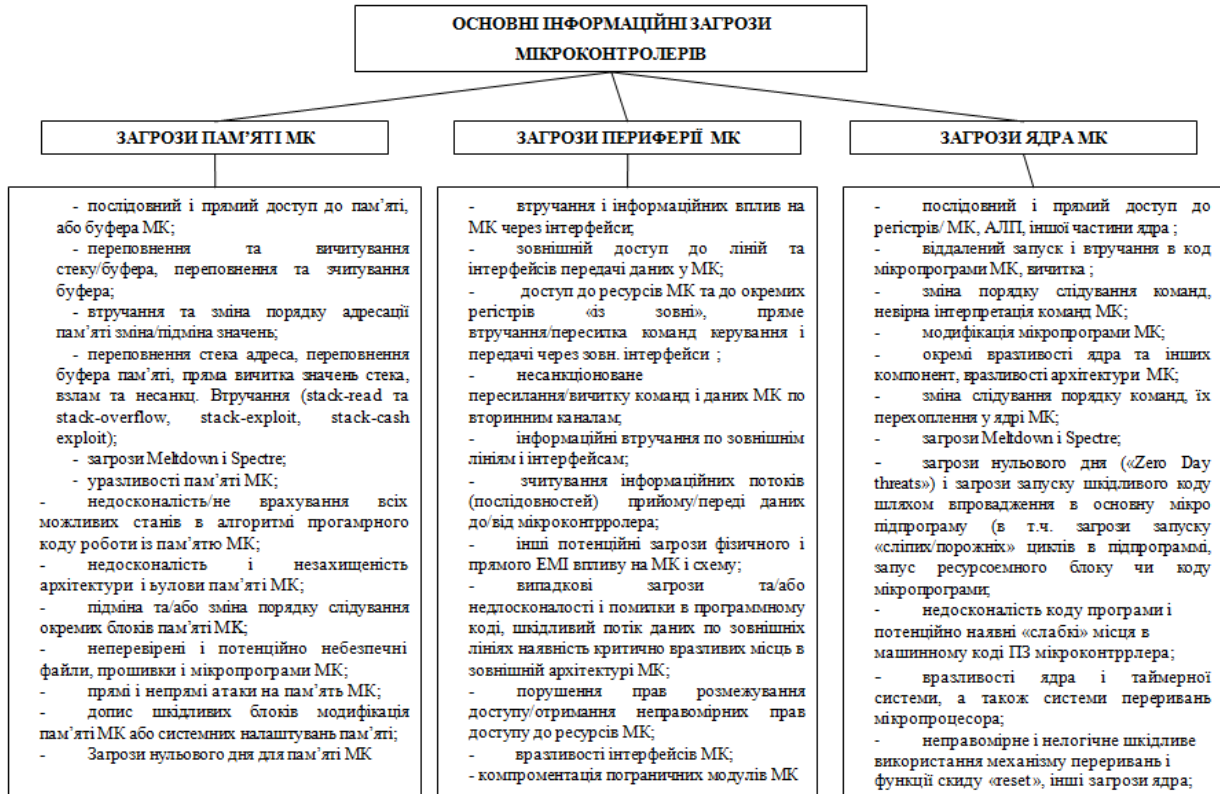 ОСНОВНІ ІНФОРМАЦІЙНІ ЗАГРОЗИ
МІКРОКОНТРОЛЕРІВ
ЗАГРОЗИ ПАМ’ЯТІ МК
- послідовний і прямий доступ до пам’яті,
або буфера МК;
- переповнення та вичитування
стеку/буфера, переповнення та зчитування
буфера;
- втручання та зміна порядку адресації
пам’яті зміна/підміна значень;
- переповнення стека адреса, переповнення
буфера пам’яті, пряма вичитка значень стека,
взлам та несанкц. Втручання (stack-read та
stack-overflow, stack-exploit, stack-cash
exploit);
- загрози Meltdown і Spectre;
- уразливості пам’яті МК;
- недосконалість/не врахування всіх
можливих станів в алгоритмі прогамрного
коду роботи із пам’ятю МК;
- недосконалість і незахищеність
архітектури і ьулови пам’яті МК;
- підміна та/або зміна порядку слідування
окремих блоків пам’яті МК;
- неперевірені і потенційно небезпечні
файли, прошивки і мікропрограми МК;
- прямі і непрямі атаки на пам’ять МК;
- допис шкідливих блоків модифікація
пам’яті МК або системних налаштувань пам’яті;
- Загрози нульового дня для пам’яті МК
ЗАГРОЗИ ПЕРИФЕРІЇ МК
- втручання і інформаційних вплив на
МК через інтерфейси;
- зовнішній доступ до ліній та
інтерфейсів передачі даних у МК;
- доступ до ресурсів МК та до окремих
регістрів «із зовні», пряме
втручання/пересилка команд керування і
передачі через зовн. інтерфейси ;
- несанкціоноване
пересилання/вичитку команд і даних МК по
вторинним каналам;
- інформаційні втручання по зовнішнім
лініям і інтерфейсам;
- зчитування інформаційних потоків
(послідовностей) прийому/переді даних
до/від мікроконтрролера;
- інші потенційні загрози фізичного і
прямого ЕМІ впливу на МК і схему;
- випадкові загрози та/або
недлосконалості і помилки в программному
коді, шкідливий потік даних по зовнішніх
лініях наявність критично вразливих місць в
зовнішній архітектурі МК;
- порушення прав розмежування
доступу/отримання неправомірних прав
доступу до ресурсів МК;
- вразливості інтерфейсів МК;
- компроментація пограничних модулів МК
ЗАГРОЗИ ЯДРА МК
- послідовний і прямий доступ до
регістрів/ МК, АЛП, іншої частини ядра ;
- віддалений запуск і втручання в код
мікропрограми МК, вичитка ;
- зміна порядку слідування команд,
невірна інтерпретація команд МК;
- модифікація мікропрограми МК;
- окремі вразливості ядра та інших
компонент, вразливості архітектури МК;
- зміна слідування порядку команд, їх
перехоплення у ядрі МК;
- загрози Meltdown і Spectre;
- загрози нульового дня («Zero Day
threats») і загрози запуску шкідливого коду
шляхом впровадження в основну мікро
підпрограму (в т.ч. загрози запуску
«сліпих/порожніх» циклів в підпрограммі,
запус ресурсоємного блоку чи коду
мікропрограми;
- недосконалість коду програми і
потенційно наявні «слабкі» місця в
машинному коді ПЗ мікроконтррлера;
- вразливості ядра і таймерної
системи, а також системи переривань
мікропроцесора;
- неправомірне і нелогічне шкідливе
використання механізму переривань і
функції скиду «reset», інші загрози ядра;